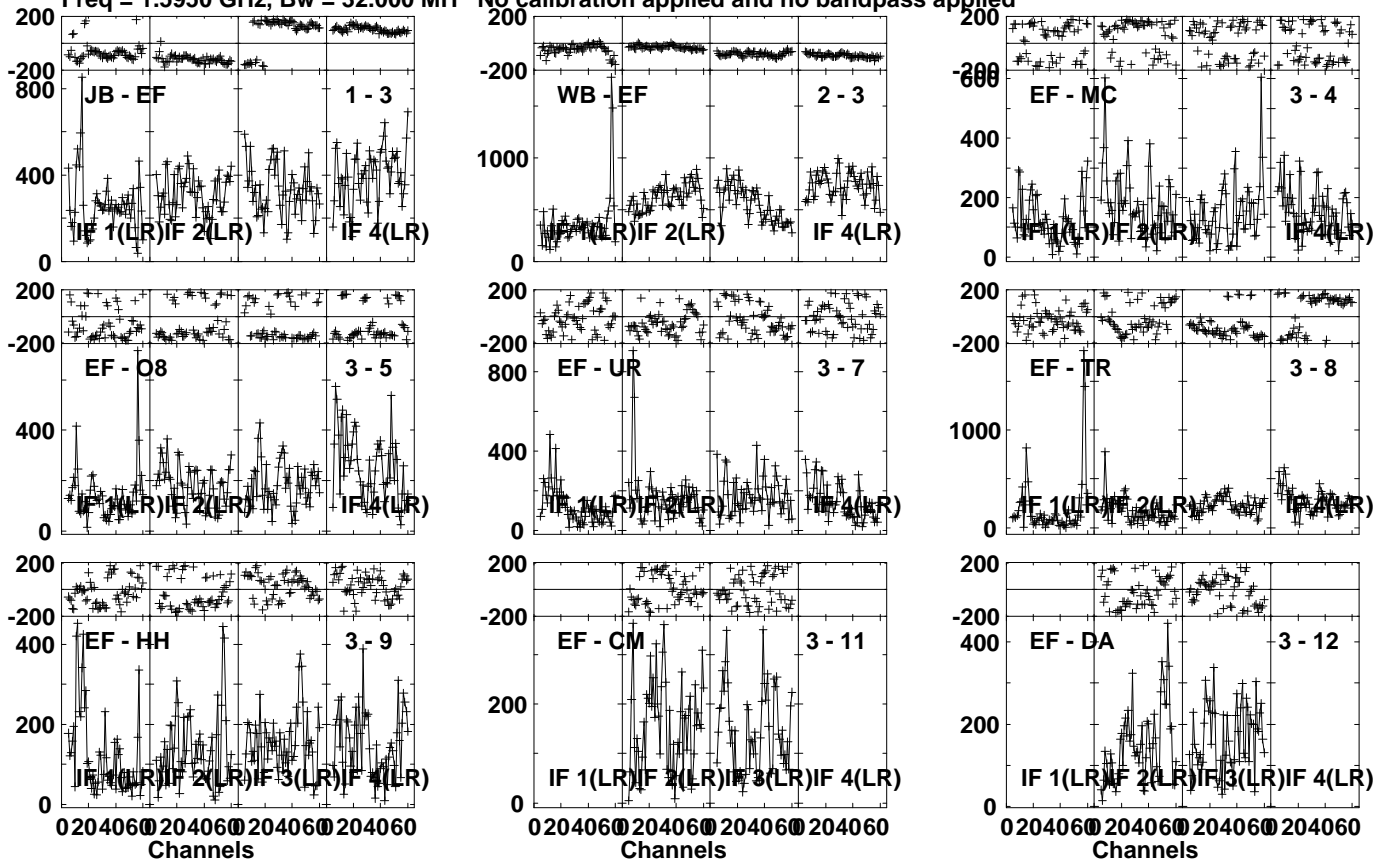 Freq = 1.5950 GHz, Bw = 32.000 MH No calibration applied and no bandpass applied
200
-200
800
400
0
JB - EF
1 - 3
IF 1(LR)
IF 2(LR)
IF 4(LR)
200
-200
1000
0
WB - EF
2 - 3
IF 1(LR)
IF 2(LR)
IF 4(LR)
200
-200
600
400
200
0
EF - MC
3 - 4
IF 1(LR)
IF 2(LR)
IF 4(LR)
200
-200
400
0
EF - O8
3 - 5
IF 1(LR)
IF 2(LR)
IF 4(LR)
200
-200
800
400
0
EF - UR
3 - 7
IF 1(LR)
IF 2(LR)
IF 4(LR)
200
-200
1000
0
EF - TR
3 - 8
IF 1(LR)
IF 2(LR)
IF 4(LR)
200
-200
400
200
0
EF - HH
3 - 9
IF 1(LR)
IF 2(LR)
IF 3(LR)
IF 4(LR)
0 20 40 60 0 20 40 60 0 20 40 60 0 20 40 60
Channels
200
-200
200
0
EF - CM
3 - 11
IF 1(LR)
IF 2(LR)
IF 3(LR)
IF 4(LR)
0 20 40 60 0 20 40 60 0 20 40 60 0 20 40 60
Channels
200
-200
400
200
0
EF - DA
3 - 12
IF 1(LR)
IF 2(LR)
IF 3(LR)
IF 4(LR)
0 20 40 60 0 20 40 60 0 20 40 60 0 20 40 60
Channels